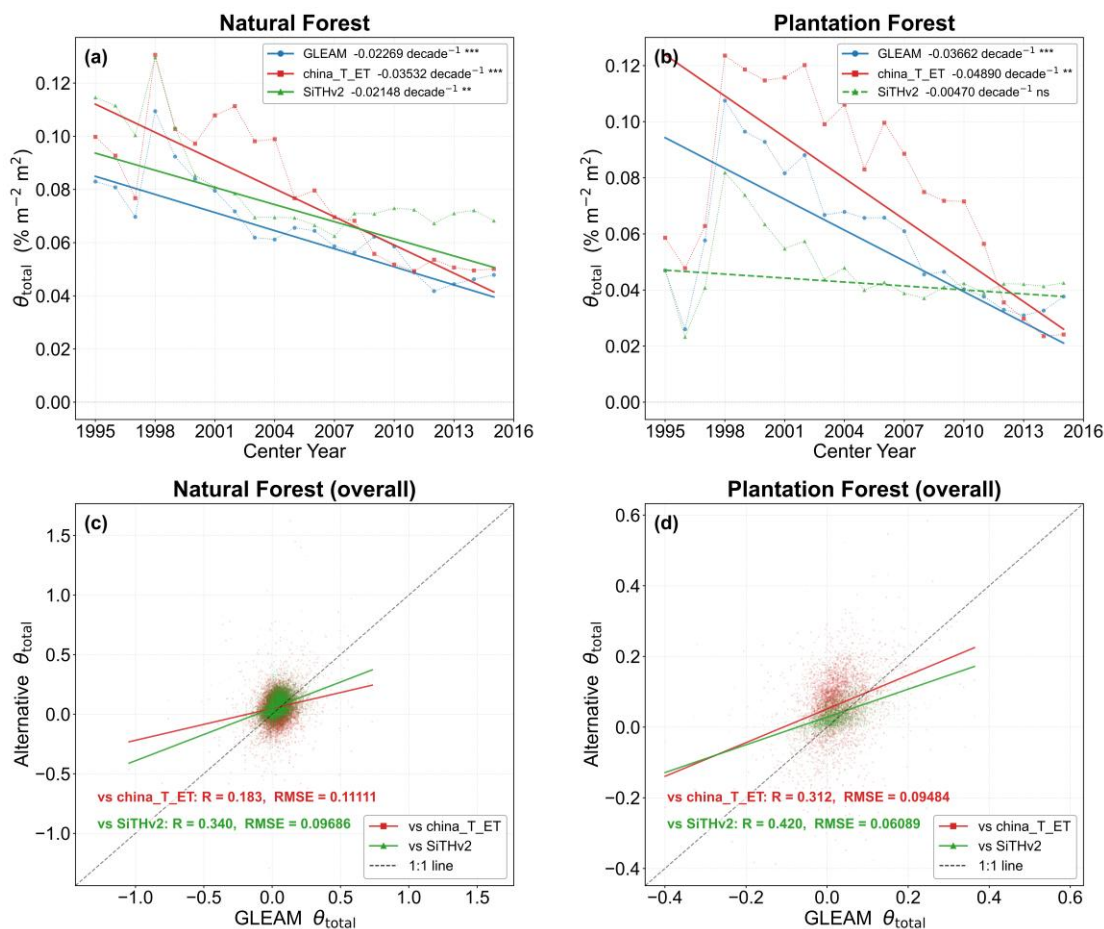 Natural Forest
(a)
GLEAM -0.02269 decade⁻¹ ***
china_T_ET -0.03532 decade⁻¹ ***
SiTHv2 -0.02148 decade⁻¹ **
θtotal (% m⁻² m²)
0.12
0.10
0.08
0.06
0.04
0.02
0.00
1995 1998 2001 2004 2007 2010 2013 2016
Center Year
Plantation Forest
(b)
GLEAM -0.03662 decade⁻¹ ***
china_T_ET -0.04890 decade⁻¹ **
SiTHv2 -0.00470 decade⁻¹ ns
θtotal (% m⁻² m²)
0.12
0.10
0.08
0.06
0.04
0.02
0.00
1995 1998 2001 2004 2007 2010 2013 2016
Center Year
Natural Forest (overall)
(c)
Alternative θtotal
1.5
1.0
0.5
0.0
−0.5
−1.0
vs china_T_ET: R = 0.183, RMSE = 0.11111
vs SiTHv2: R = 0.340, RMSE = 0.09686
vs china_T_ET
vs SiTHv2
1:1 line
−1.0 −0.5 0.0 0.5 1.0 1.5
GLEAM θtotal
Plantation Forest (overall)
(d)
Alternative θtotal
0.6
0.4
0.2
0.0
−0.2
−0.4
vs china_T_ET: R = 0.312, RMSE = 0.09484
vs SiTHv2: R = 0.420, RMSE = 0.06089
vs china_T_ET
vs SiTHv2
1:1 line
−0.4 −0.2 0.0 0.2 0.4 0.6
GLEAM θtotal